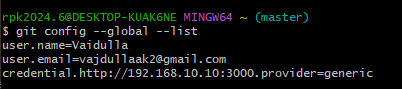 rpk2024.6@DESKTOP-KUAK6NE MINGW64 ~ (master)
$ git config --global --list
user.name=Vaidulla
user.email=vajdullaak2@gmail.com
credential.http://192.168.10.10:3000.provider=generic